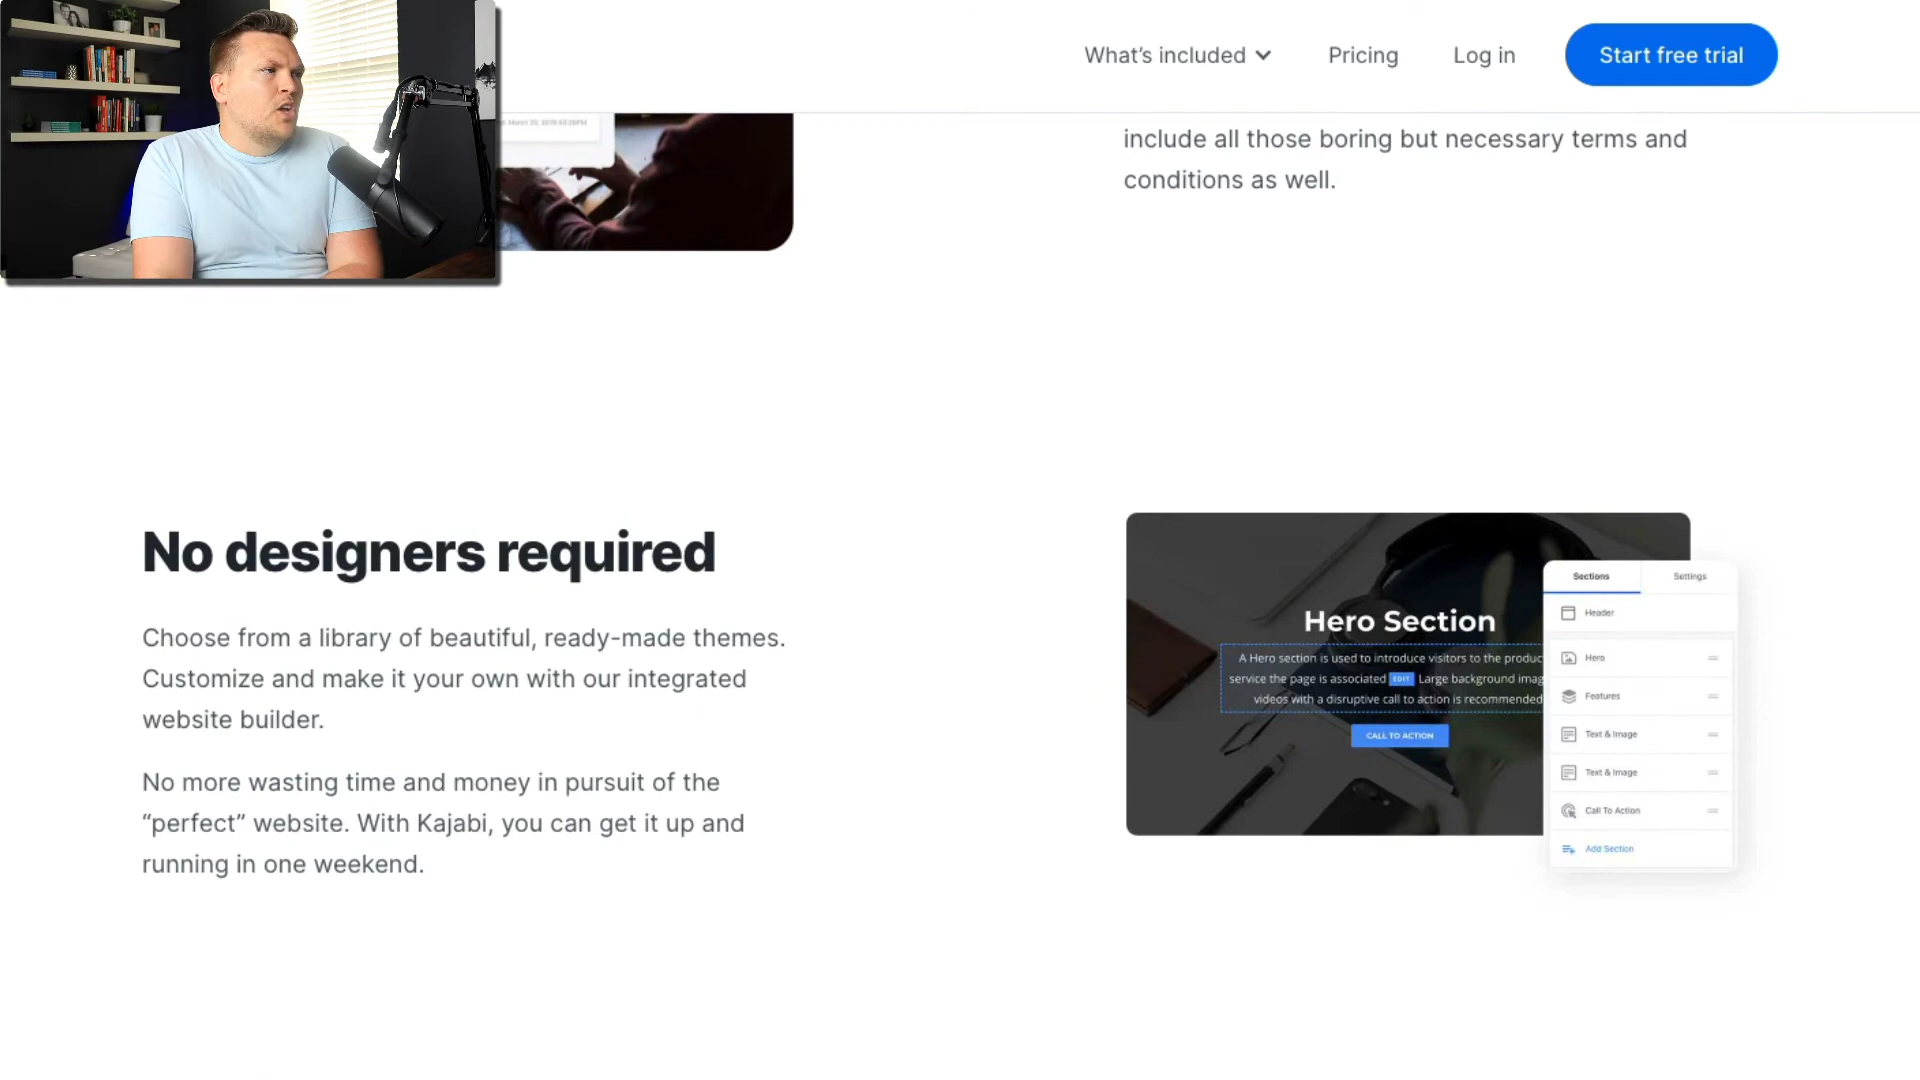 What's included
Pricing
Log in
Start free trial
March 20, 2019
include all those boring but necessary terms and
conditions as well.
No designers required
Choose from a library of beautiful, ready-made themes.
Customize and make it your own with our integrated
website builder.
No more wasting time and money in pursuit of the
“perfect” website. With Kajabi, you can get it up and
running in one weekend.
Hero Section
A Hero section is used to introduce visitors to the produc
service the page is associated EDIT Large background imag
videos with a disruptive call to action is recommended
CALL TO ACTION
Sections
Settings
Header
Hero
Features
Text & Image
Text & Image
Call To Action
Add Section